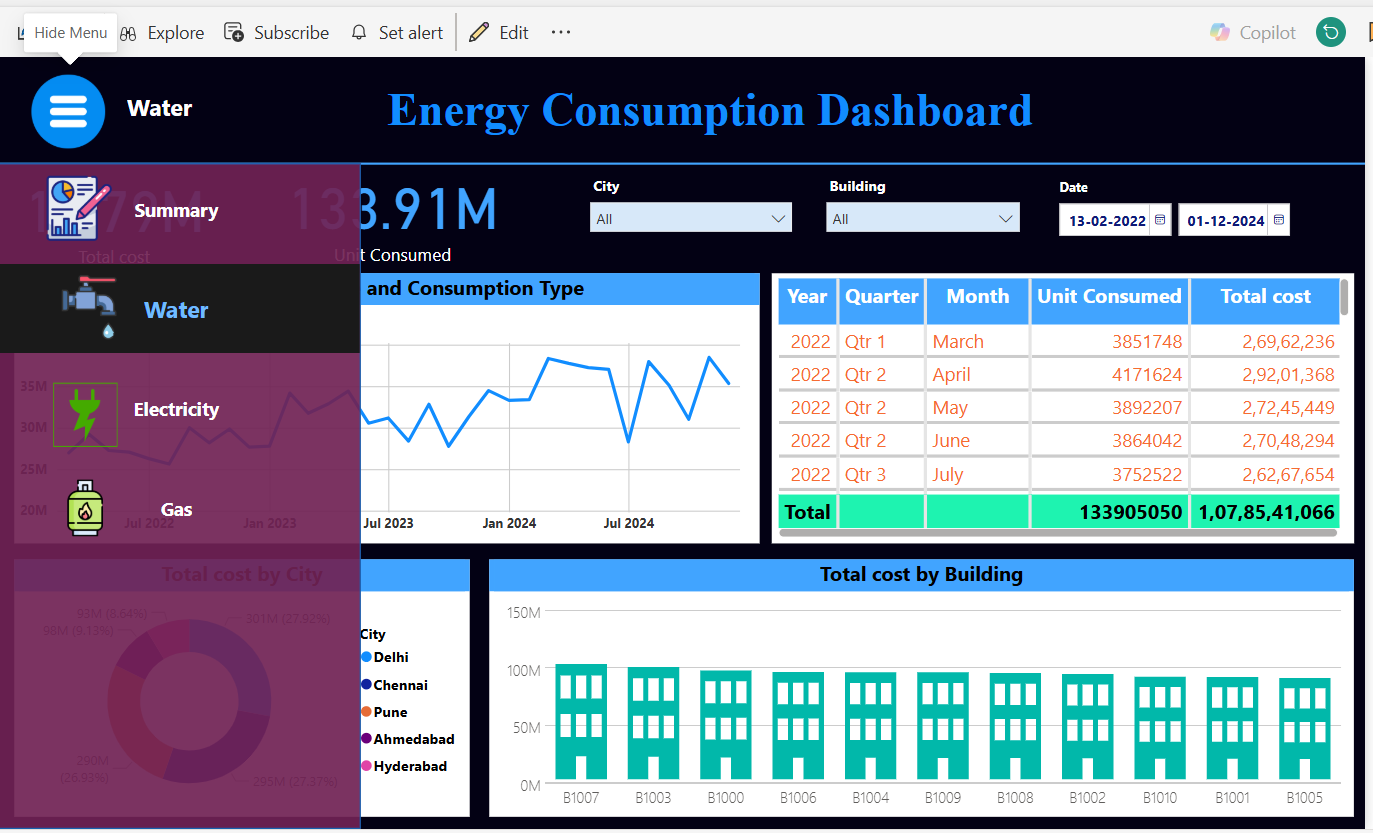 Hide Menu
Explore
Subscribe
Set alert
Edit
Copilot
Water
Energy Consumption Dashboard
Summary
Water
Electricity
Gas
133.91M
Total cost
Unit Consumed
City
All
Building
All
Date
13-02-2022
01-12-2024
and Consumption Type
35M
30M
25M
20M
Jul 2022 Jan 2023 Jul 2023 Jan 2024 Jul 2024
Year Quarter Month Unit Consumed Total cost
2022 Qtr 1 March 3851748 2,69,62,236
2022 Qtr 2 April 4171624 2,92,01,368
2022 Qtr 2 May 3892207 2,72,45,449
2022 Qtr 2 June 3864042 2,70,48,294
2022 Qtr 3 July 3752522 2,62,67,654
Total 133905050 1,07,85,41,066
Total cost by City
93M (8.64%)
98M (9.13%)
301M (27.92%)
290M
(26.93%)
295M (27.37%)
City
Delhi
Chennai
Pune
Ahmedabad
Hyderabad
Total cost by Building
150M
100M
50M
0M
B1007 B1003 B1000 B1006 B1004 B1009 B1008 B1002 B1010 B1001 B1005